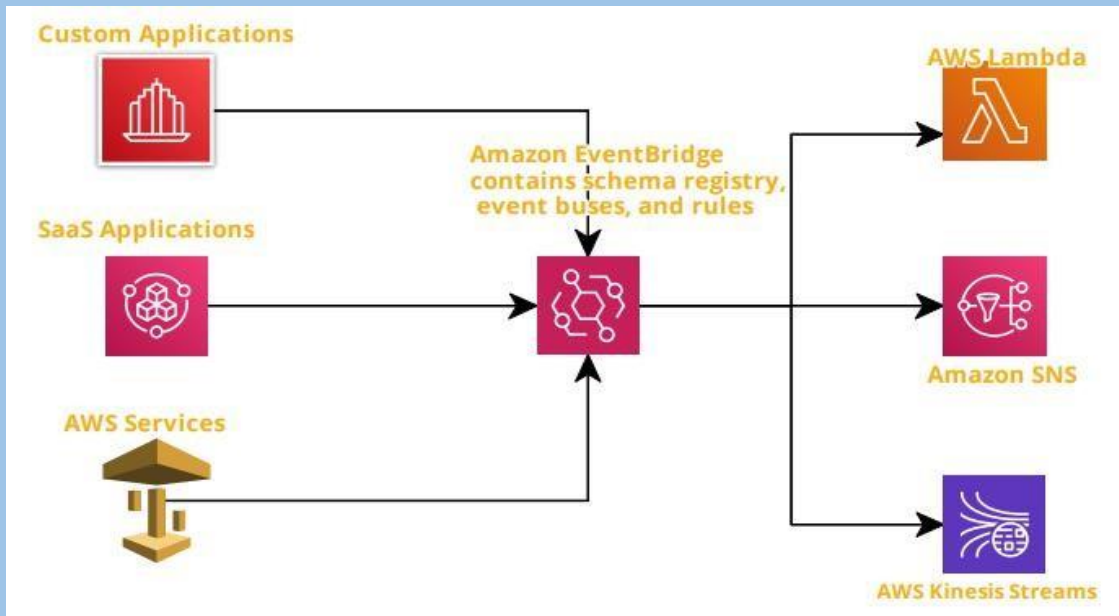 Custom Applications
AWS Lambda
Amazon EventBridge
contains schema registry,
event buses, and rules
SaaS Applications
Amazon SNS
AWS Services
AWS Kinesis Streams